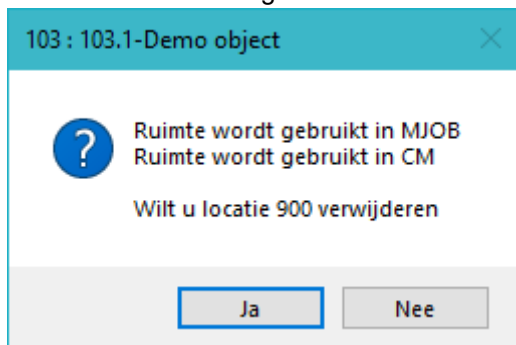 103 : 103.1-Demo object
Ruimte wordt gebruikt in MJOB
Ruimte wordt gebruikt in CM
Wilt u locatie 900 verwijderen
Ja
Nee